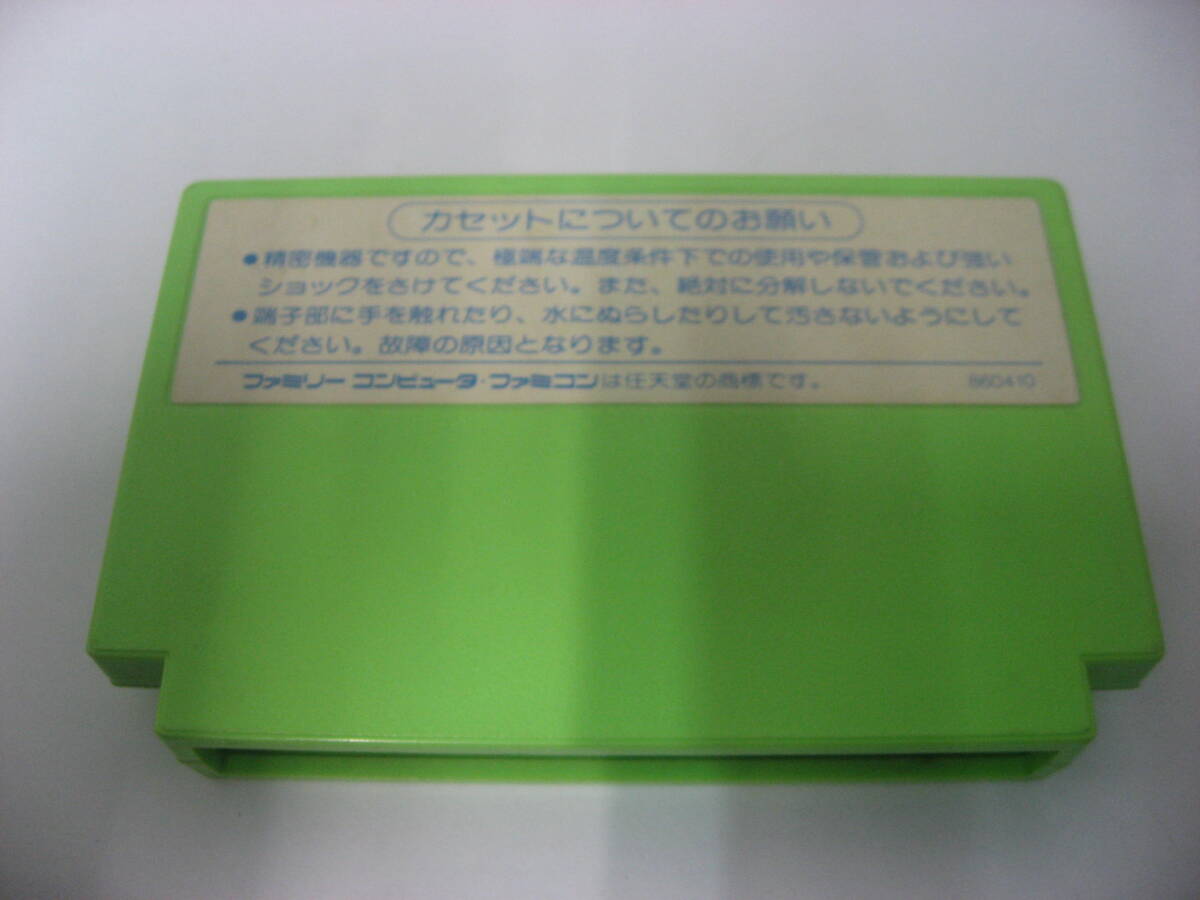 カセットについてのお願い
●精密機器ですので、極端な温度条件下での使用や保管および強い
ショックをさけてください。また、絶対に分解しないでください。
●端子部に手を触れたり、水にぬらしたりして汚さないようにして
ください。故障の原因となります。
ファミリー コンピュータ・ファミコンは任天堂の商標です。 860410